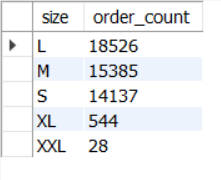 size order_count
L 18526
M 15385
S 14137
XL 544
XXL 28